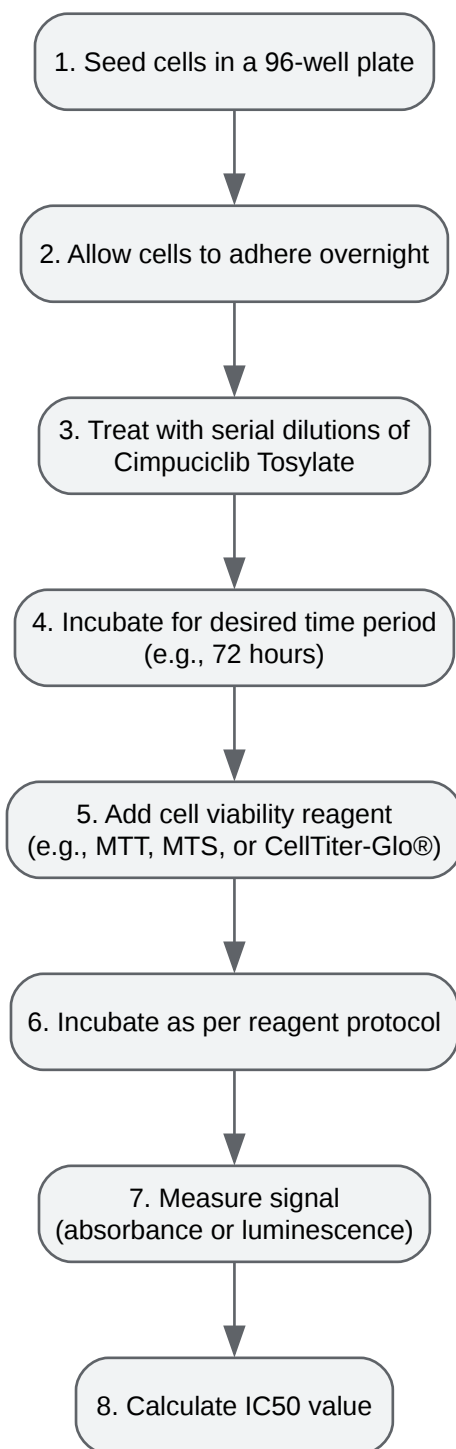 1. Seed cells in a 96-well plate
2. Allow cells to adhere overnight
3. Treat with serial dilutions of
Cimpuciclib Tosylate
4. Incubate for desired time period
(e.g., 72 hours)
5. Add cell viability reagent
(e.g., MTT, MTS, or CellTiter-Glo®)
6. Incubate as per reagent protocol
7. Measure signal
(absorbance or luminescence)
8. Calculate IC50 value